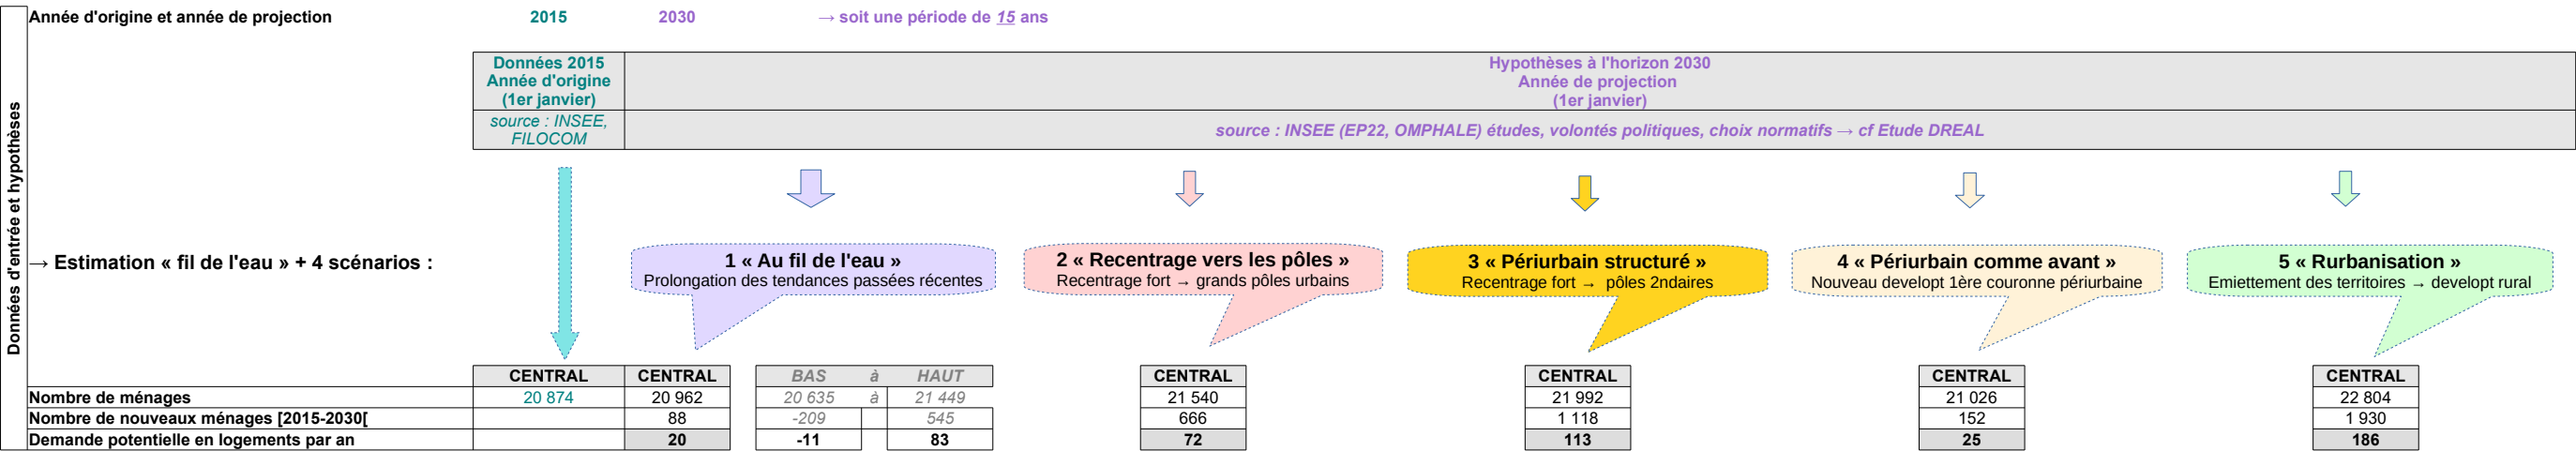 Année d'origine et année de projection 2015 2030 → soit une période de 15 ans
Données 2015
Année d'origine
(1er janvier)
Hypothèses à l'horizon 2030
Année de projection
(1er janvier)
source : INSEE,
FILOCOM
source : INSEE (EP22, OMPHALE) études, volontés politiques, choix normatifs → cf Etude DREAL
Données d'entrée et hypothèses
→ Estimation « fil de l'eau » + 4 scénarios :
1 « Au fil de l'eau »
Prolongation des tendances passées récentes
2 « Recentrage vers les pôles »
Recentrage fort → grands pôles urbains
3 « Périurbain structuré »
Recentrage fort → pôles 2ndaires
4 « Périurbain comme avant »
Nouveau developt 1ère couronne périurbaine
5 « Rurbanisation »
Emiettement des territoires → developt rural
CENTRAL CENTRAL BAS à HAUT CENTRAL CENTRAL CENTRAL CENTRAL
Nombre de ménages 20 874 20 962 20 635 à 21 449 21 540 21 992 21 026 22 804
Nombre de nouveaux ménages [2015-2030[ 88 -209 545 666 1 118 152 1 930
Demande potentielle en logements par an 20 -11 83 72 113 25 186